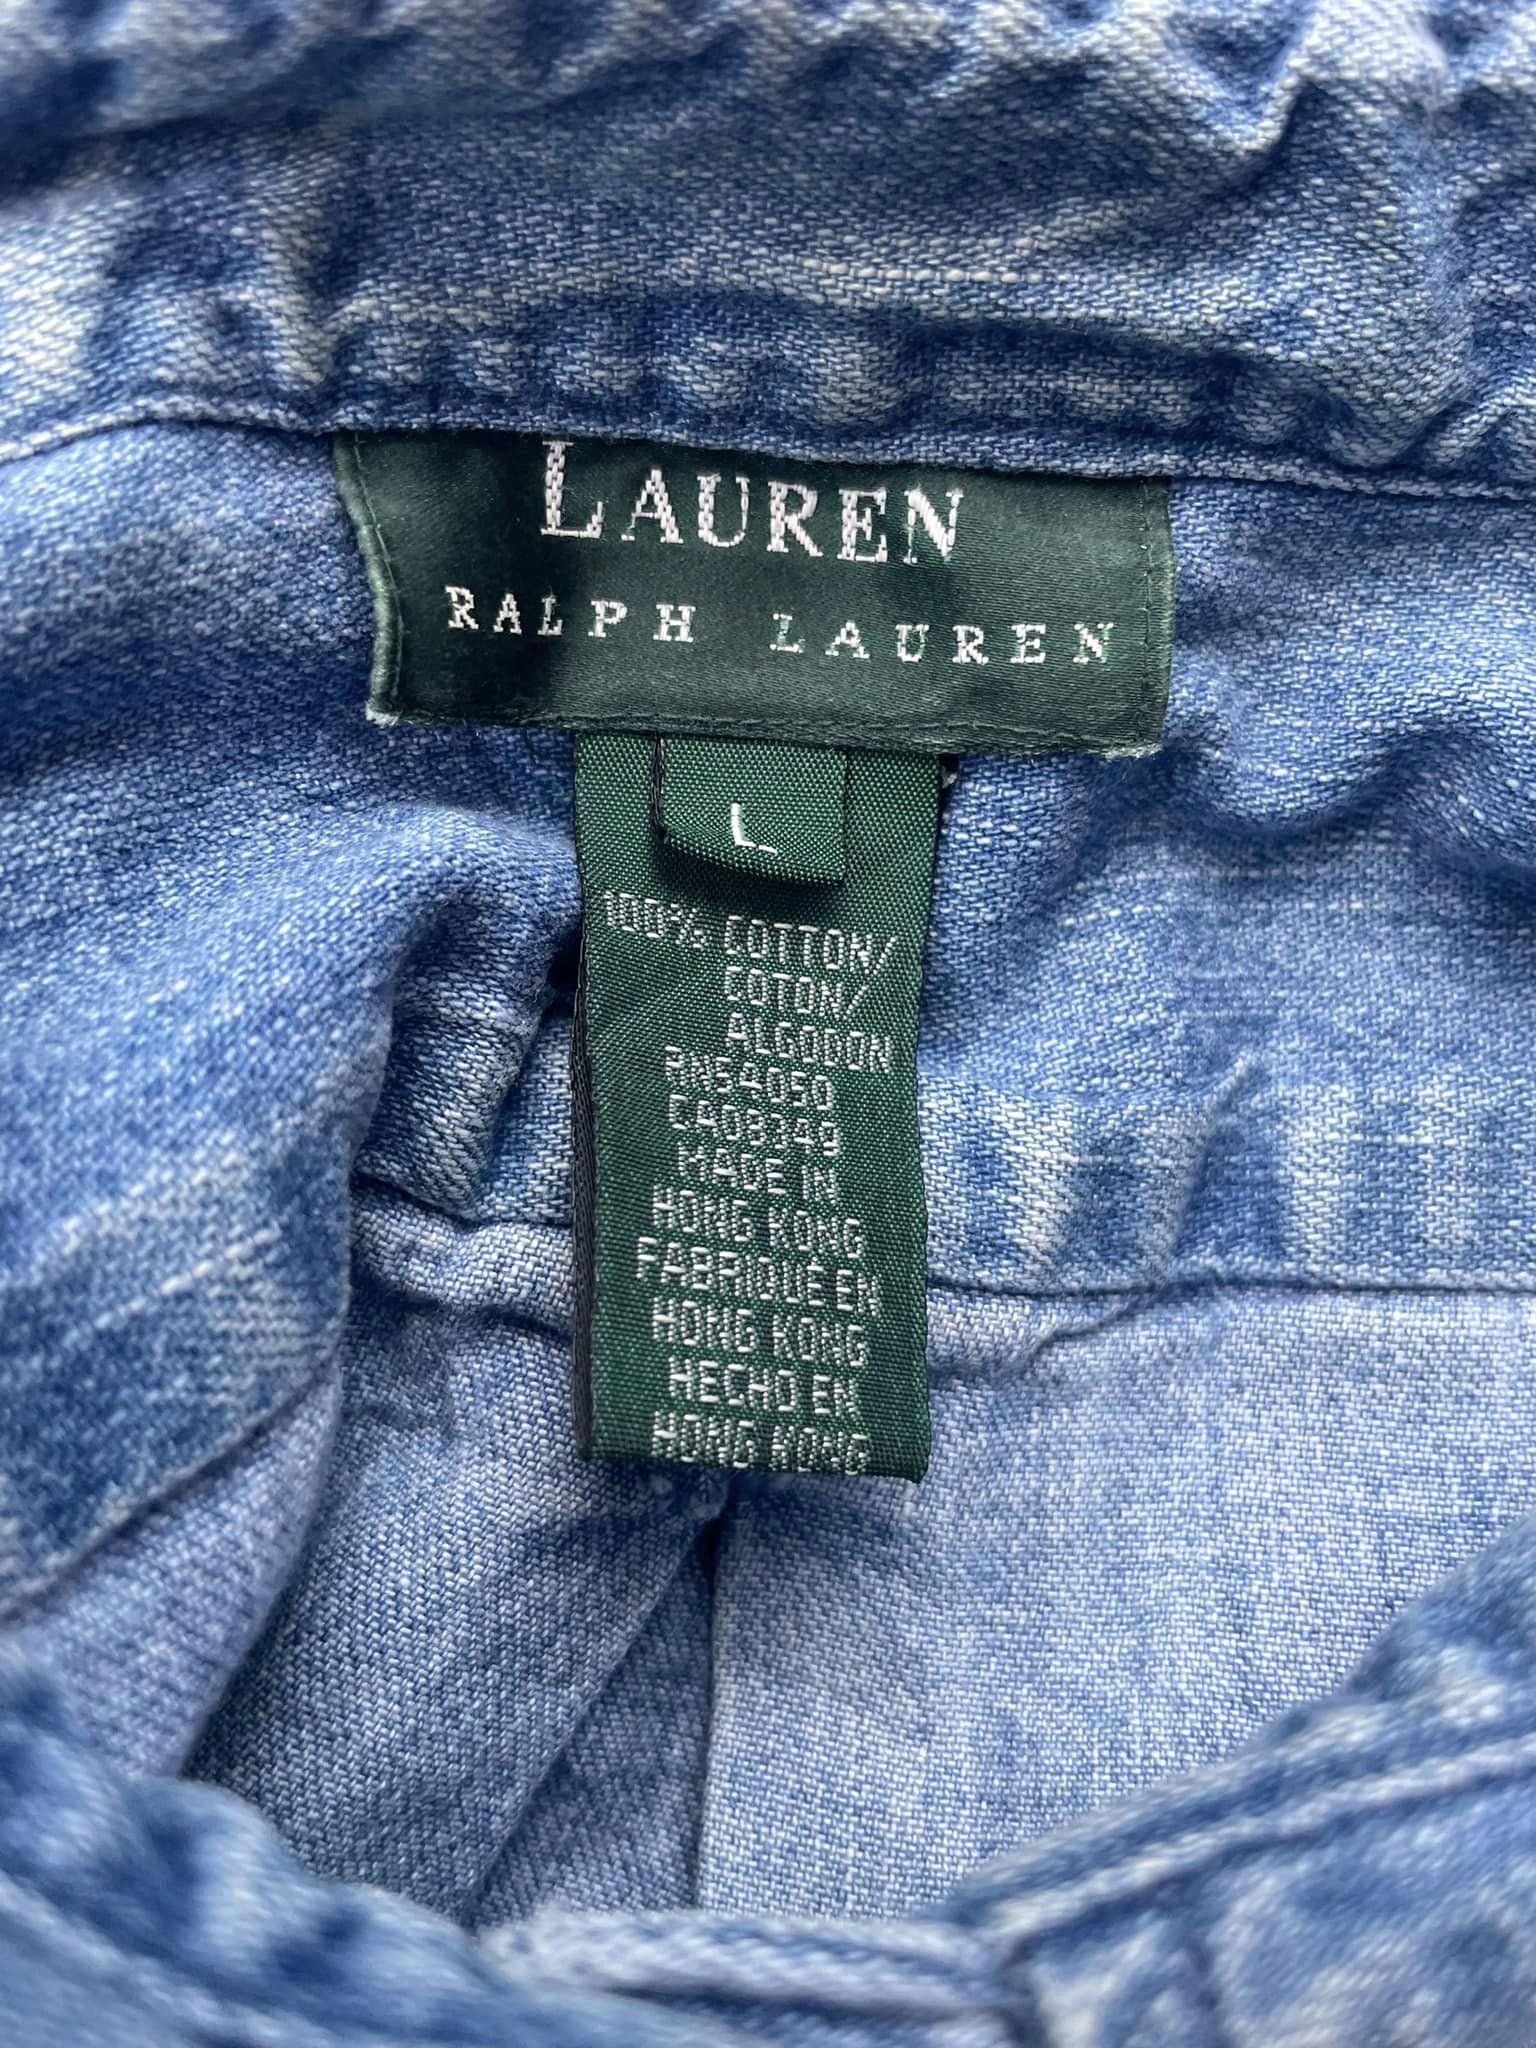 LAUREN
RALPH LAUREN
L
100% COTTON/
COTON/
ALGODON
RN54050
CA08349
MADE IN
HONG KONG
FABRIQUE EN
HONG KONG
HECHO EN
HONG KONG